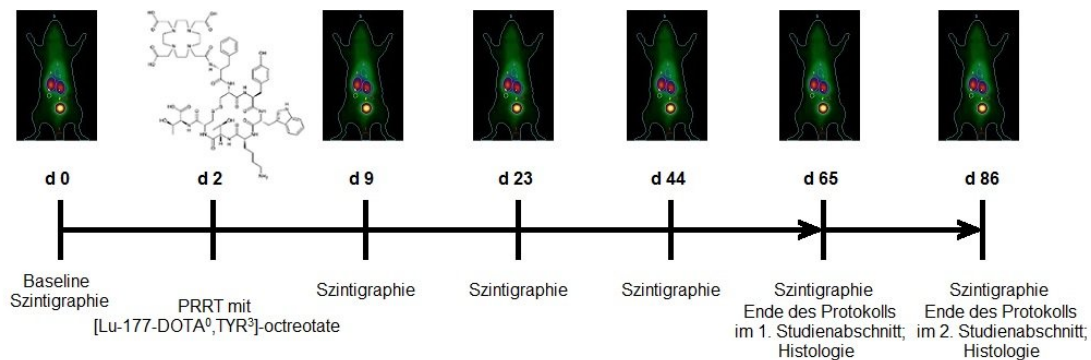 d 0
d 2
d 9
d 23
d 44
d 65
d 86
Baseline
Szintigraphie
PRRT mit
[Lu-177-DOTA⁰,TYR³]-octreotate
Szintigraphie
Szintigraphie
Szintigraphie
Szintigraphie
Ende des Protokolls
im 1. Studienabschnitt;
Histologie
Szintigraphie
Ende des Protokolls
im 2. Studienabschnitt;
Histologie